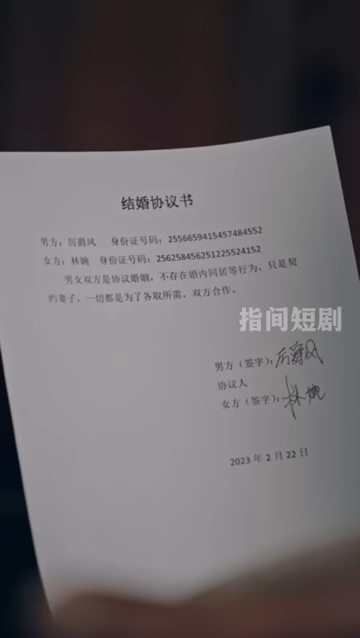 结婚协议书
男方：厉爵风 身份证号码：2556659415457484552
女方：林婉 身份证号码：256258456251225524152
男女双方是协议婚姻，不存在婚内同居等行为，只是契
约妻子，一切都是为了各取所需，双方合作。
指间短剧
男方（签字）：厉爵风
协议人
女方（签字）：林婉
2023 年 2 月 22 日